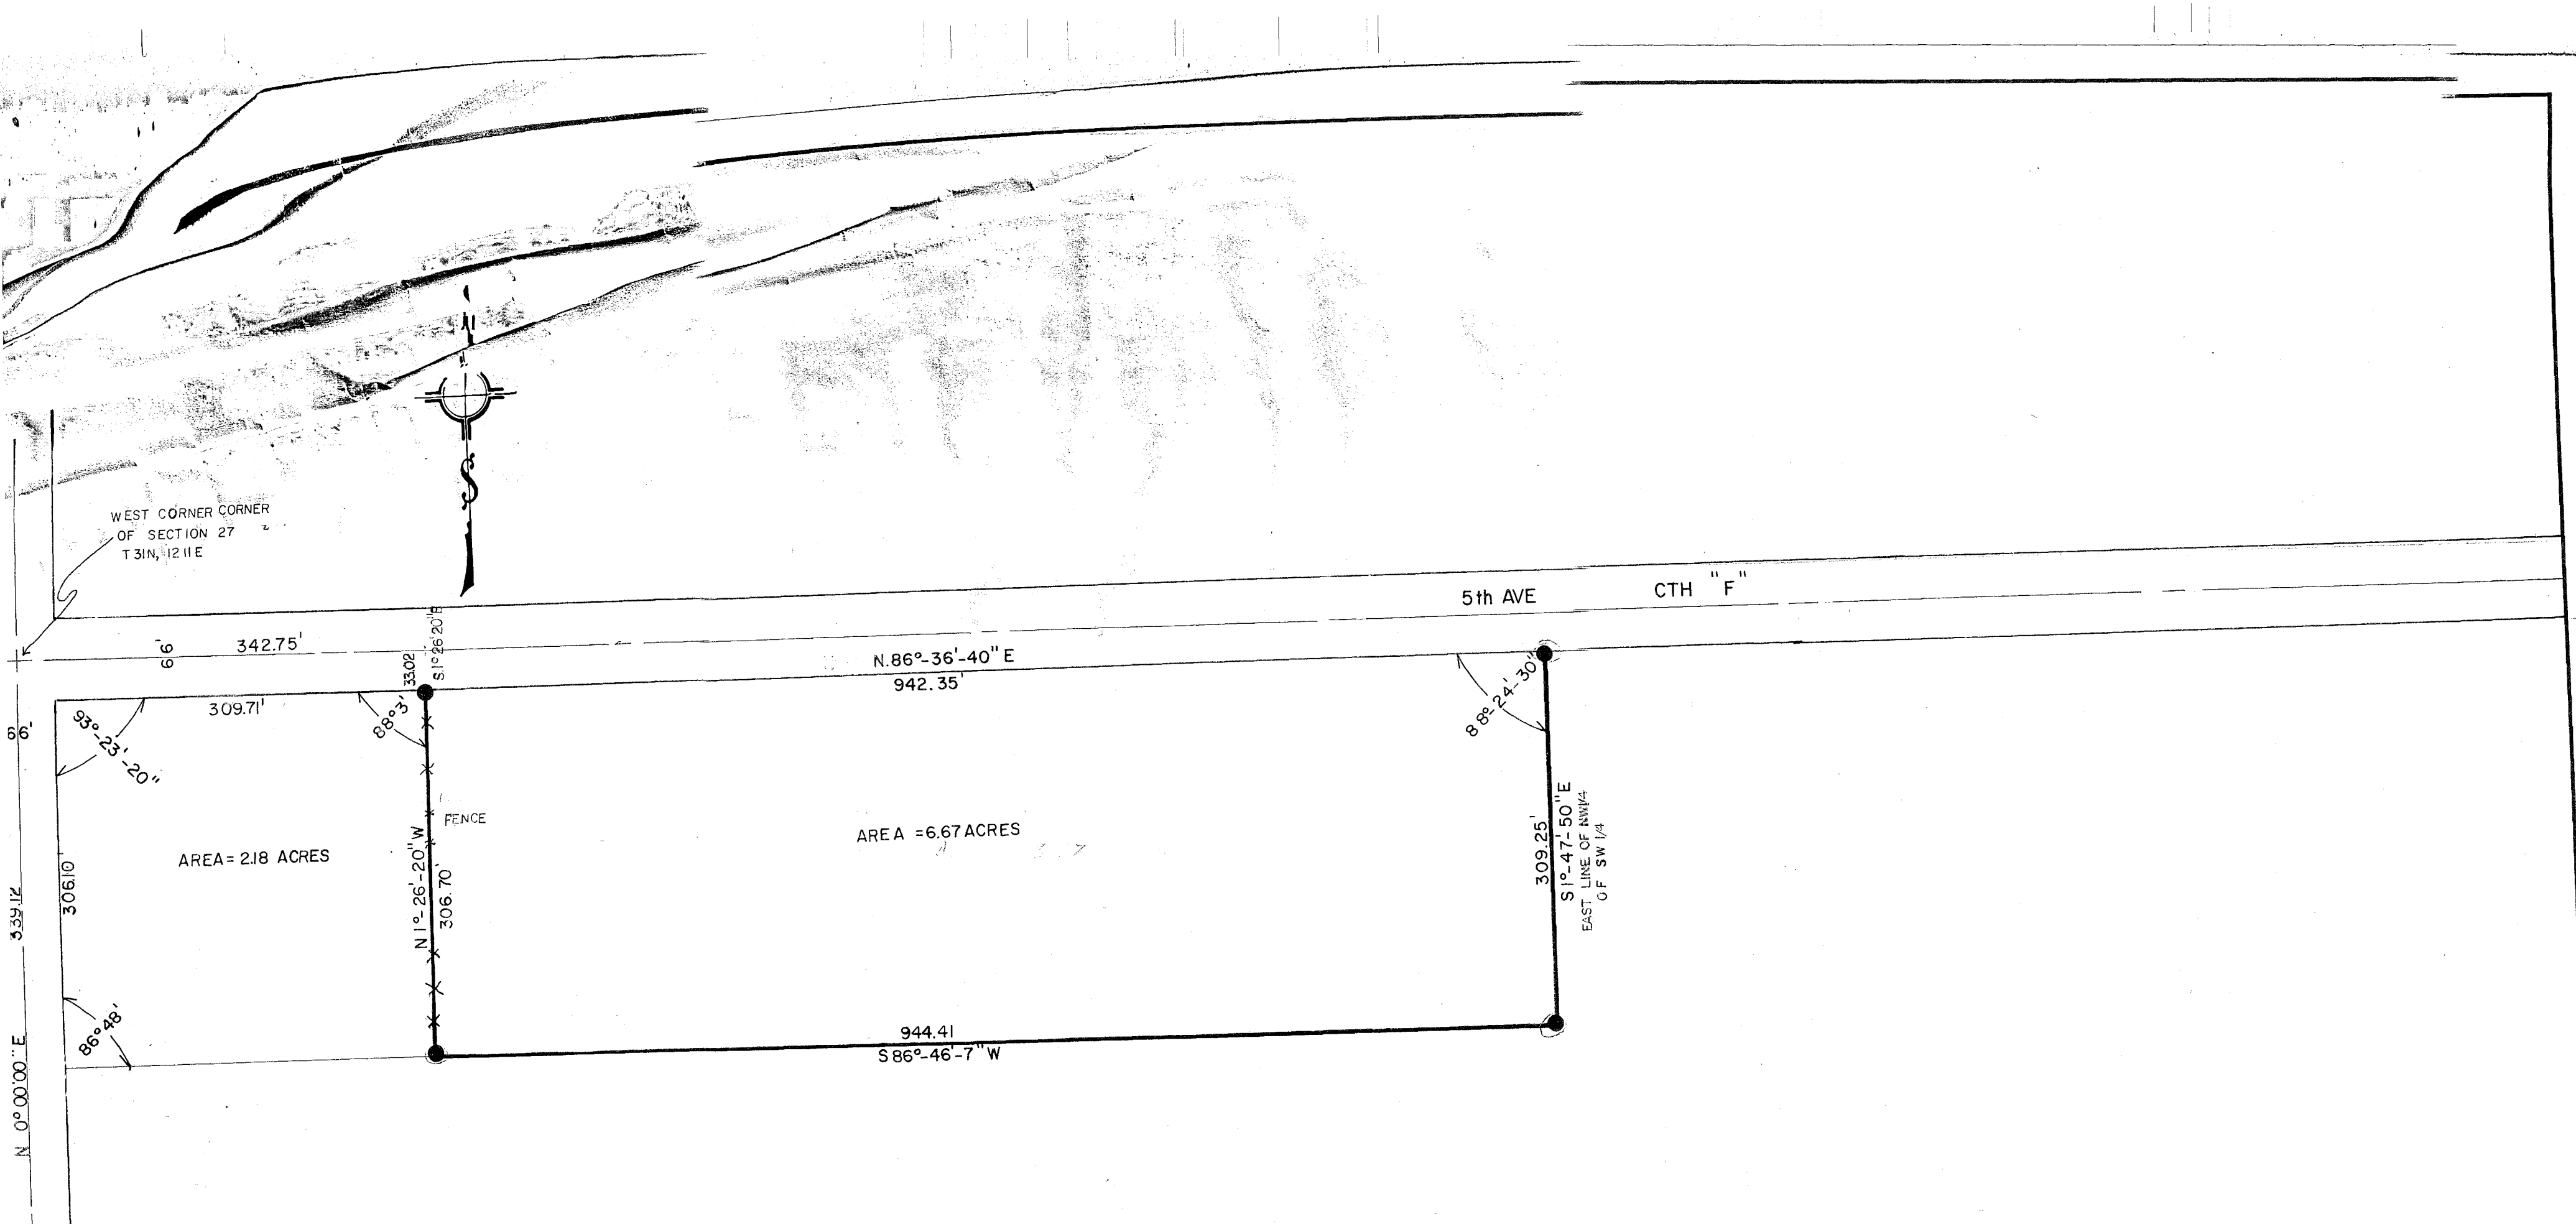 S
WEST CORNER CORNER
OF SECTION 27
T 31N, 12 11 E
5th AVE
CTH "F"
66'
342.75'
33.02
S.1°26'20"E
N.86°-36'-40"E
942.35'
309.71'
93°-23'-20"
88°3'
88°-24'-30"
66'
FENCE
AREA = 2.18 ACRES
AREA = 6.67 ACRES
306.10'
339.12
N 1°-26'-20" W
306.70'
309.25'
S 1°-47'-50" E
EAST LINE OF NW1/4
OF SW 1/4
86°48'
944.41
S 86°-46'-7" W
N 0°00'00" E